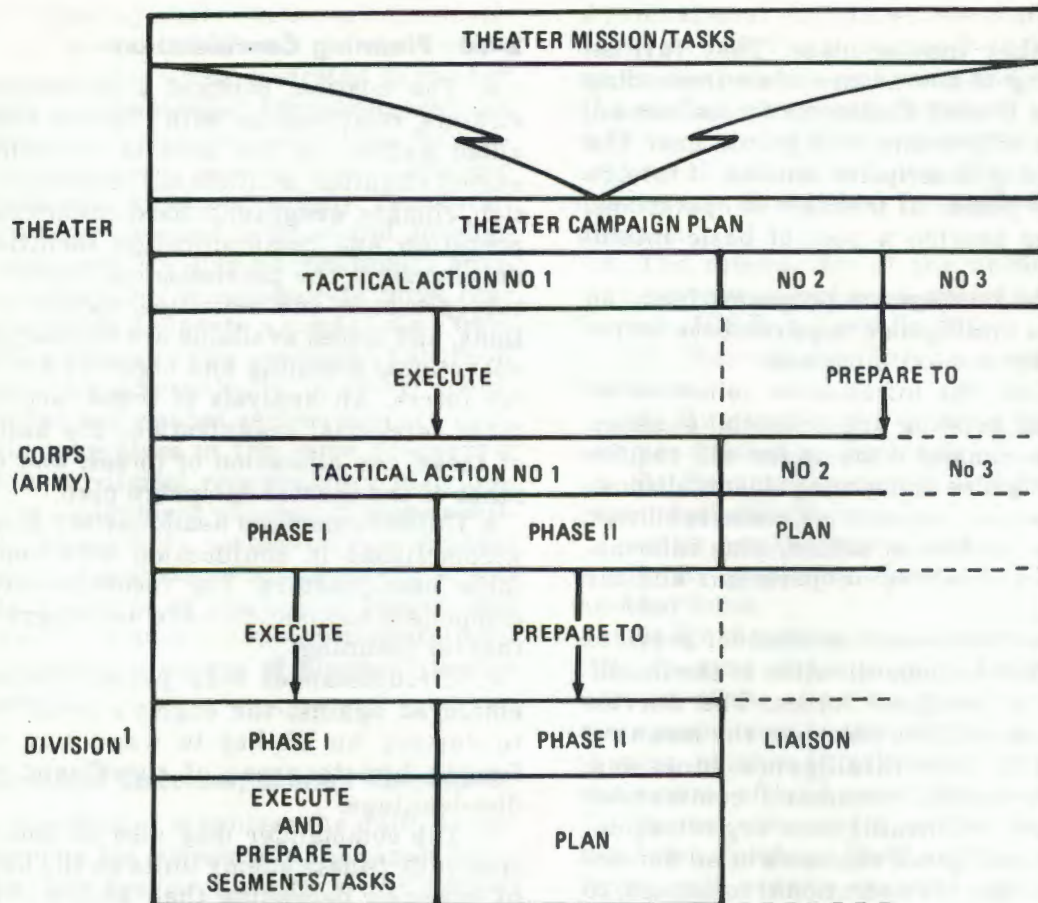 THEATER MISSION/TASKS
THEATER
THEATER CAMPAIGN PLAN
TACTICAL ACTION NO 1
NO 2
NO 3
EXECUTE
PREPARE TO
CORPS
(ARMY)
TACTICAL ACTION NO 1
NO 2
No 3
PHASE I
PHASE II
PLAN
EXECUTE
PREPARE TO
DIVISION¹
PHASE I
PHASE II
LIAISON
EXECUTE
AND
PREPARE TO
SEGMENTS/TASKS
PLAN